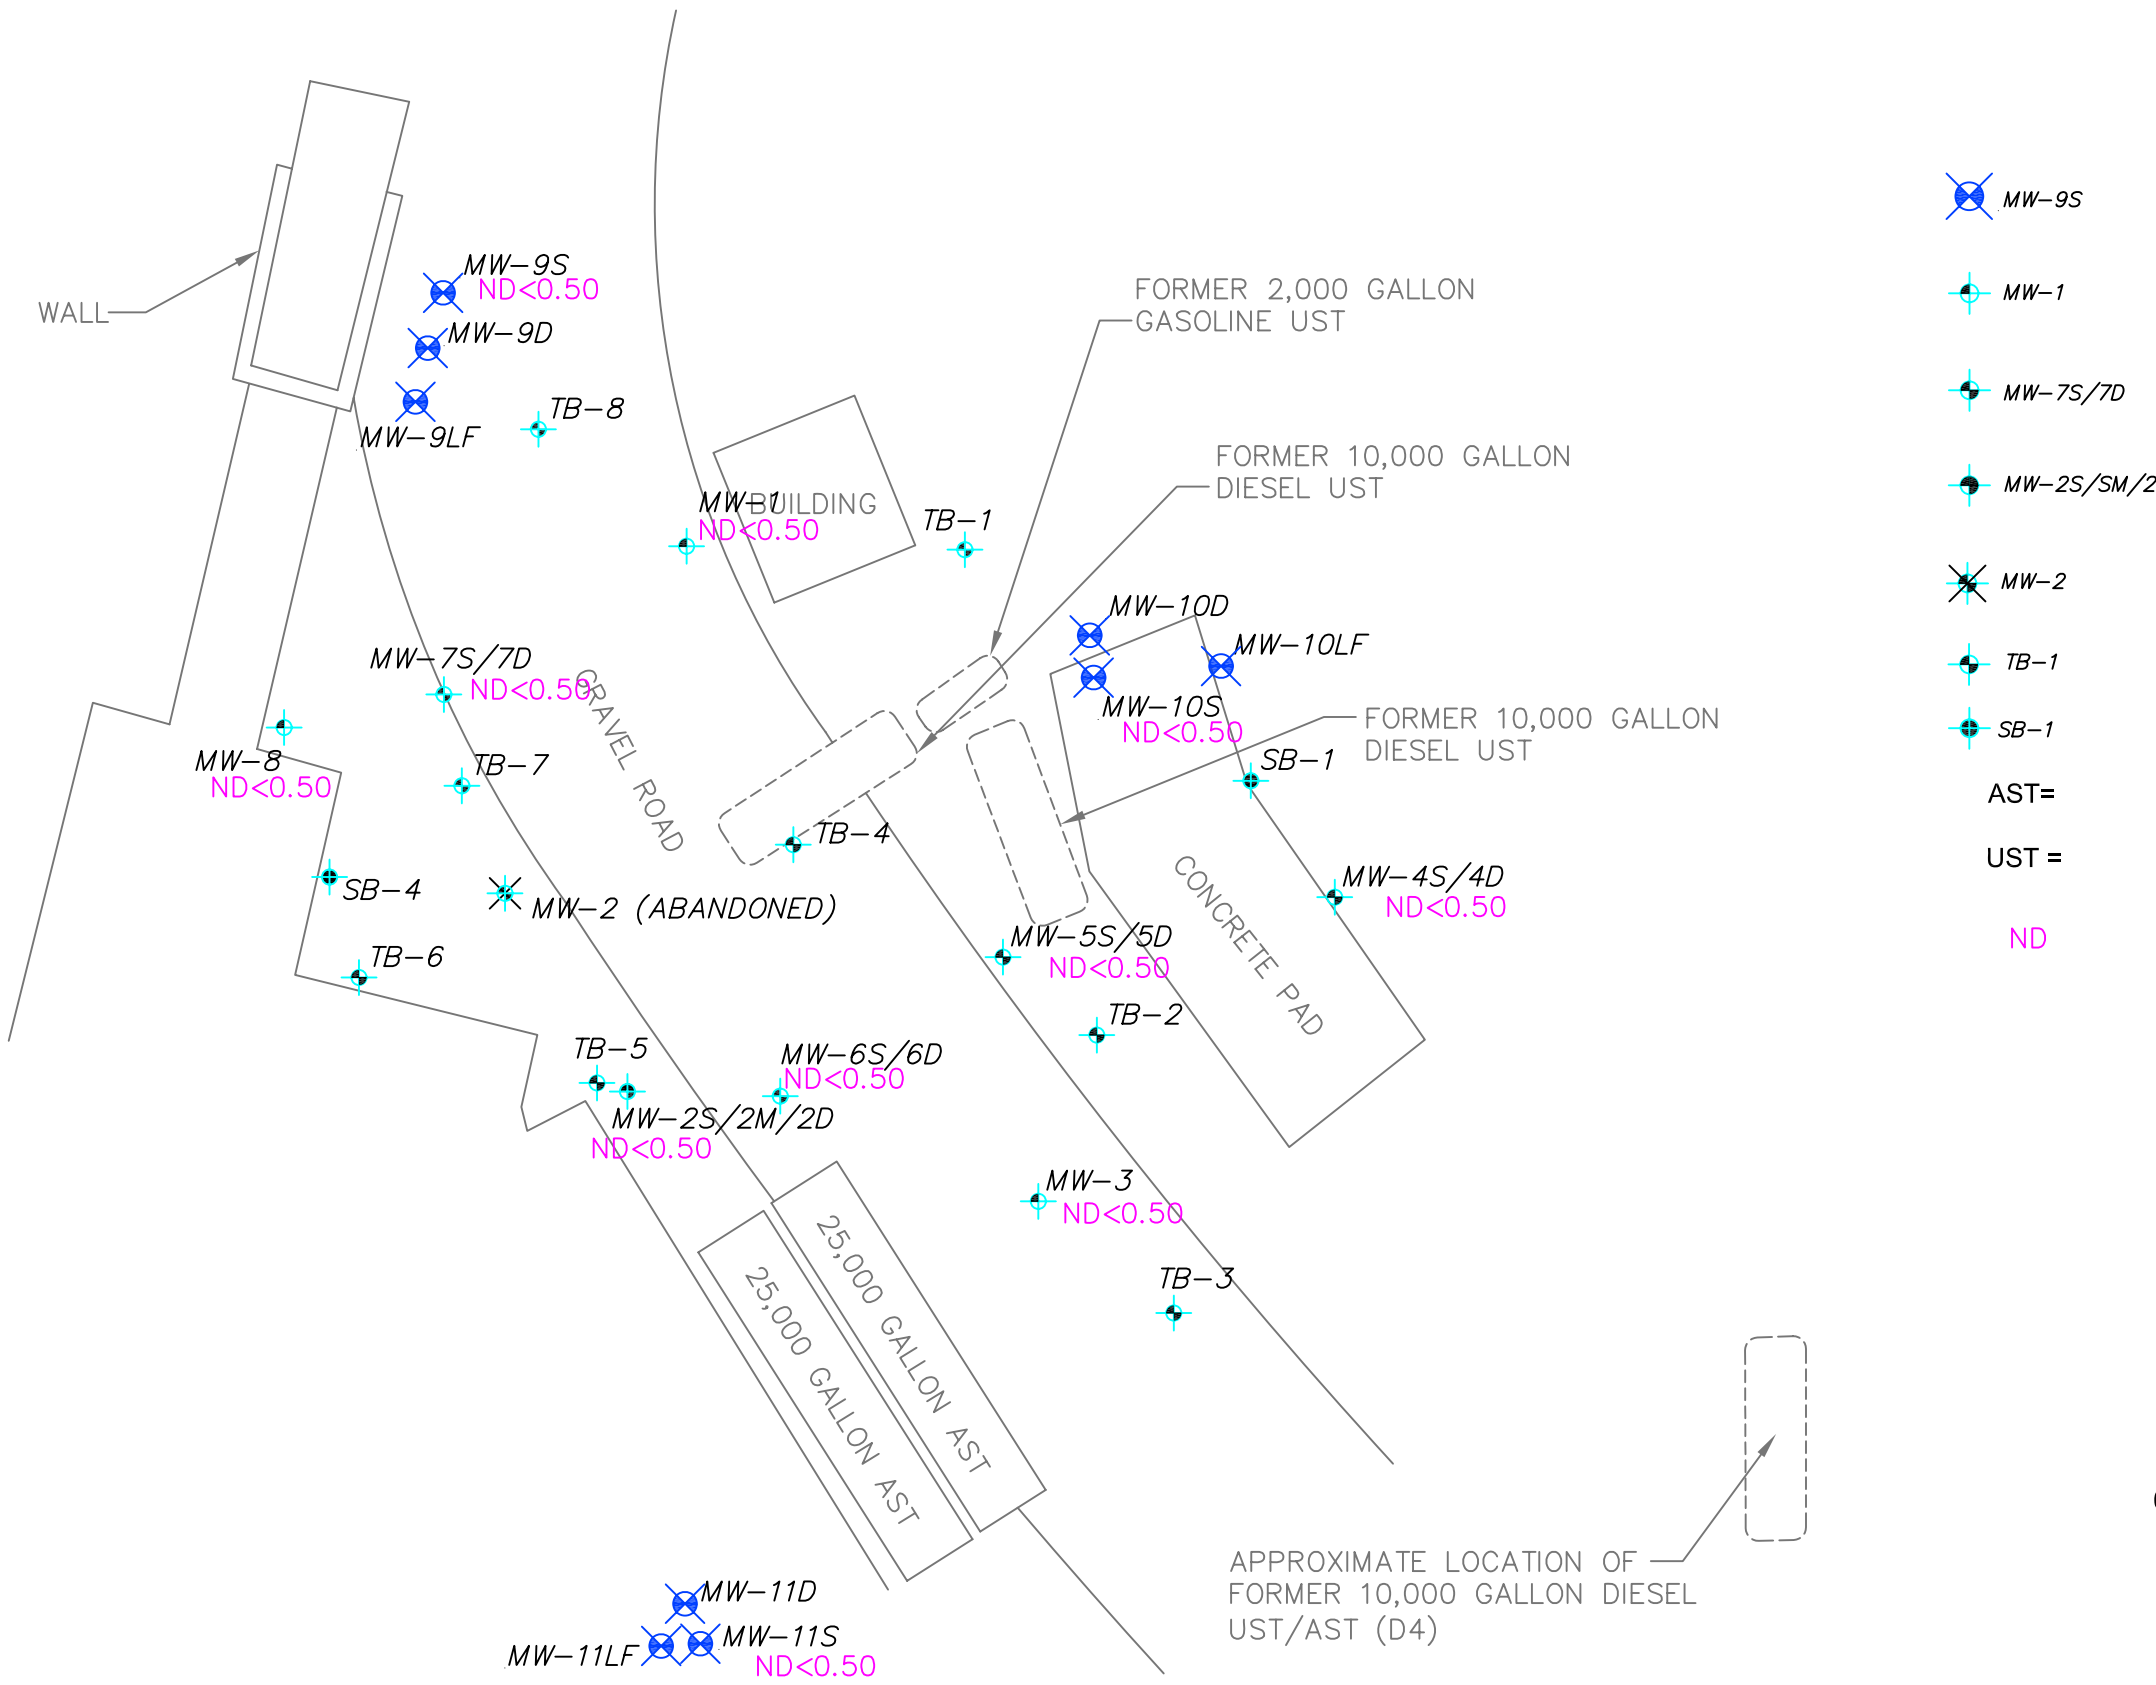 WALL
MW-9S
ND<0.50
MW-9D
MW-9LF
TB-8
FORMER 2,000 GALLON
GASOLINE UST
FORMER 10,000 GALLON
DIESEL UST
MW-1
BUILDING
ND<0.50
TB-1
MW-10D
MW-10LF
MW-10S
ND<0.50
FORMER 10,000 GALLON
DIESEL UST
MW-7S/7D
ND<0.50
GRAVEL ROAD
MW-8
ND<0.50
TB-7
SB-1
TB-4
SB-4
MW-2 (ABANDONED)
MW-4S/4D
ND<0.50
CONCRETE PAD
TB-6
MW-5S/5D
ND<0.50
TB-2
TB-5
MW-6S/6D
ND<0.50
MW-2S/2M/2D
ND<0.50
MW-3
ND<0.50
TB-3
25,000 GALLON AST
25,000 GALLON AST
APPROXIMATE LOCATION OF
FORMER 10,000 GALLON DIESEL
UST/AST (D4)
MW-11D
MW-11LF
MW-11S
ND<0.50
MW-9S
MW-1
MW-7S/7D
MW-2S/SM/2
MW-2
TB-1
SB-1
AST=
UST =
ND